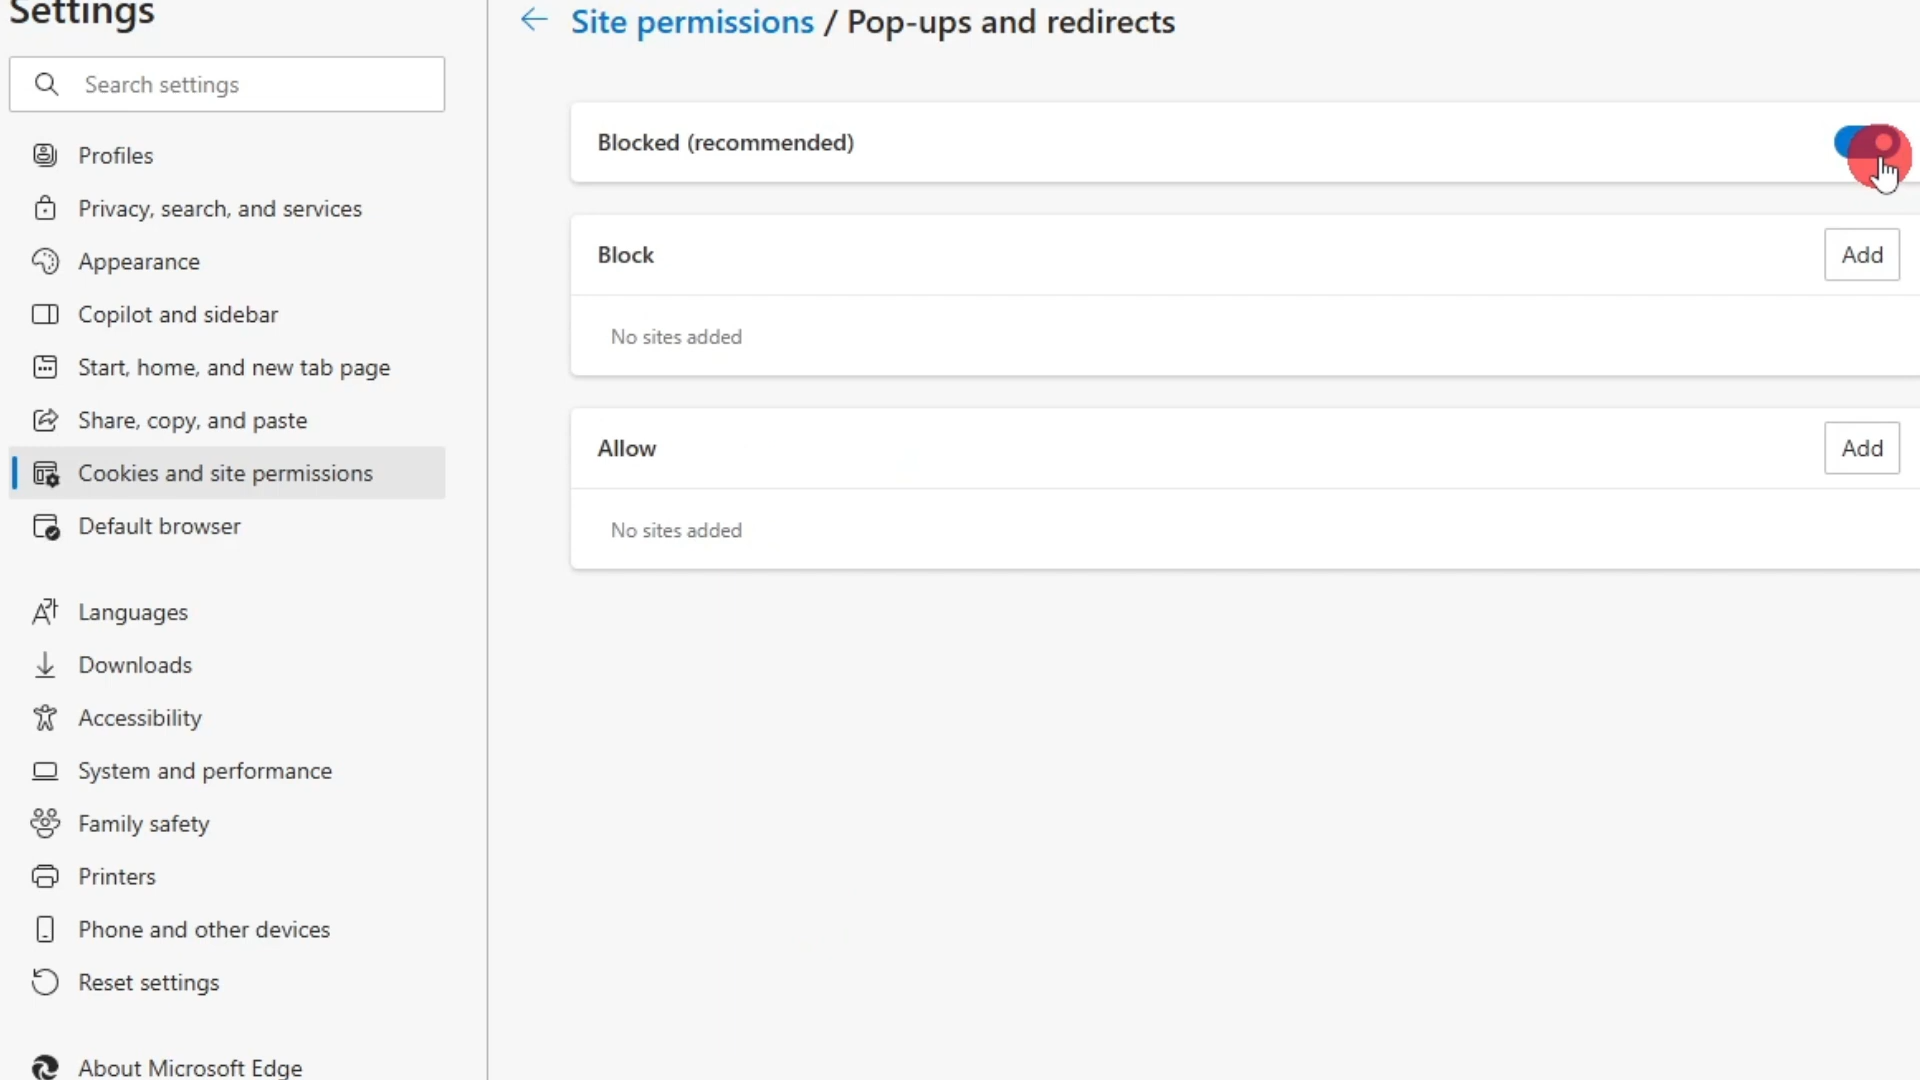 Settings
Site permissions / Pop-ups and redirects
Search settings
Profiles
Privacy, search, and services
Appearance
Copilot and sidebar
Start, home, and new tab page
Share, copy, and paste
Cookies and site permissions
Default browser
Languages
Downloads
Accessibility
System and performance
Family safety
Printers
Phone and other devices
Reset settings
About Microsoft Edge
Blocked (recommended)
Block
Add
No sites added
Allow
Add
No sites added